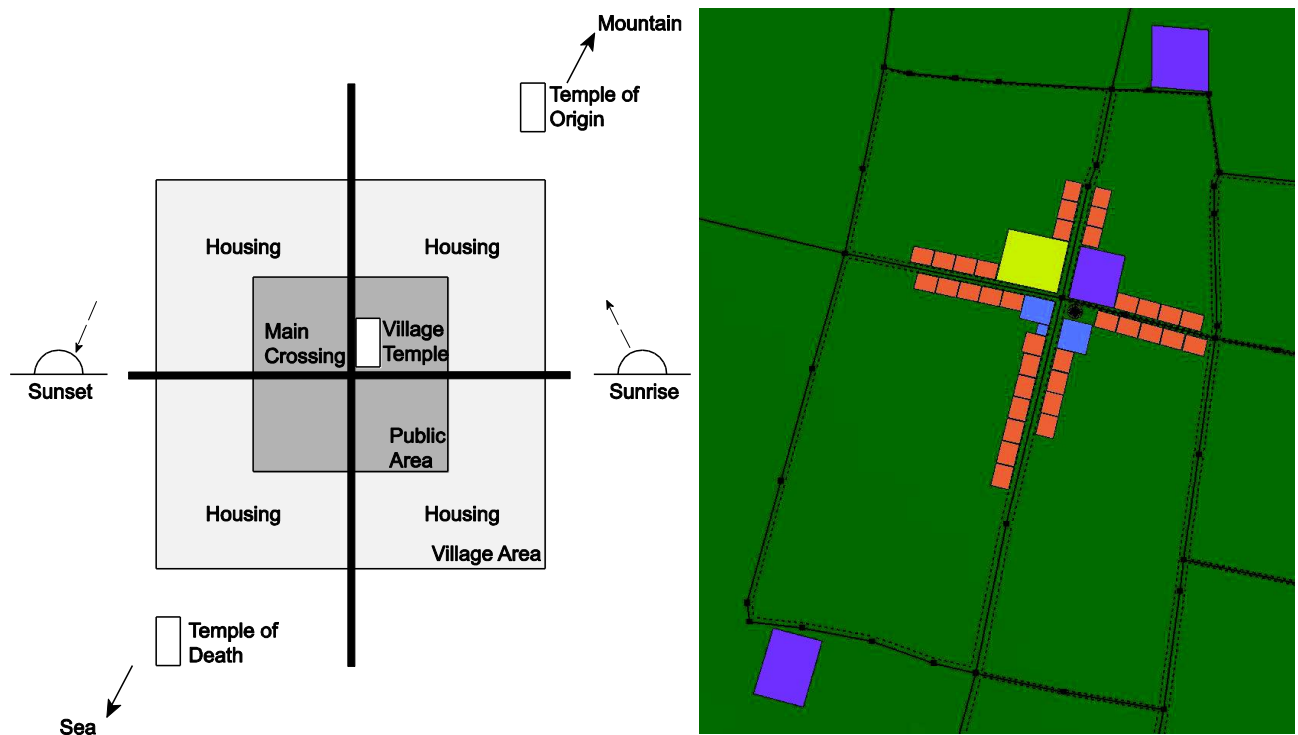 Mountain
Temple of
Origin
Housing
Housing
Main
Crossing
Village
Temple
Sunset
Sunrise
Public
Area
Housing
Housing
Village Area
Temple of
Death
Sea